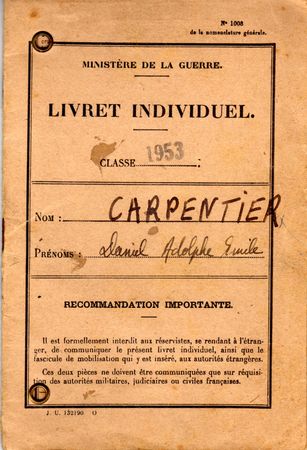 N° 1008
de la nomenclature générale.
MINISTÈRE DE LA GUERRE.
LIVRET INDIVIDUEL.
CLASSE 1953 :
NOM : CARPENTIER
PRÉNOMS : Daniel Adolphe Emile
RECOMMANDATION IMPORTANTE.
Il est formellement interdit aux réservistes, se rendant à l'étran-
ger, de communiquer le présent livret individuel, ainsi que le
fascicule de mobilisation qui y est inséré, aux autorités étrangères.
Ces deux pièces ne doivent être communiquées que sur réquisi-
tion des autorités militaires, judiciaires ou civiles françaises.
J. U. 132190 O